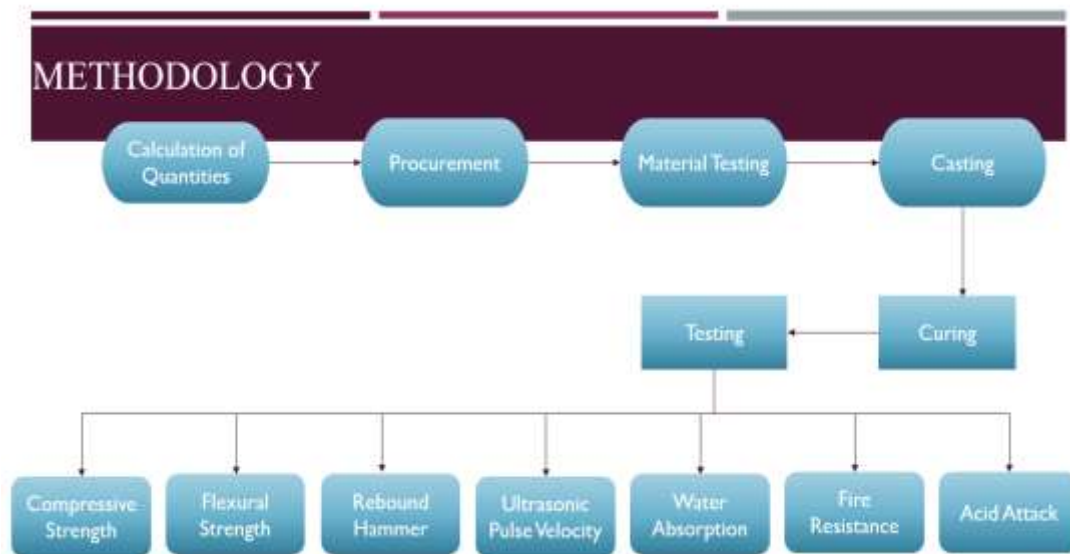 METHODOLOGY
Calculation of
Quantities
Procurement
Material Testing
Casting
Testing
Curing
Compressive
Strength
Flexural
Strength
Rebound
Hammer
Ultrasonic
Pulse Velocity
Water
Absorption
Fire
Resistance
Acid Attack